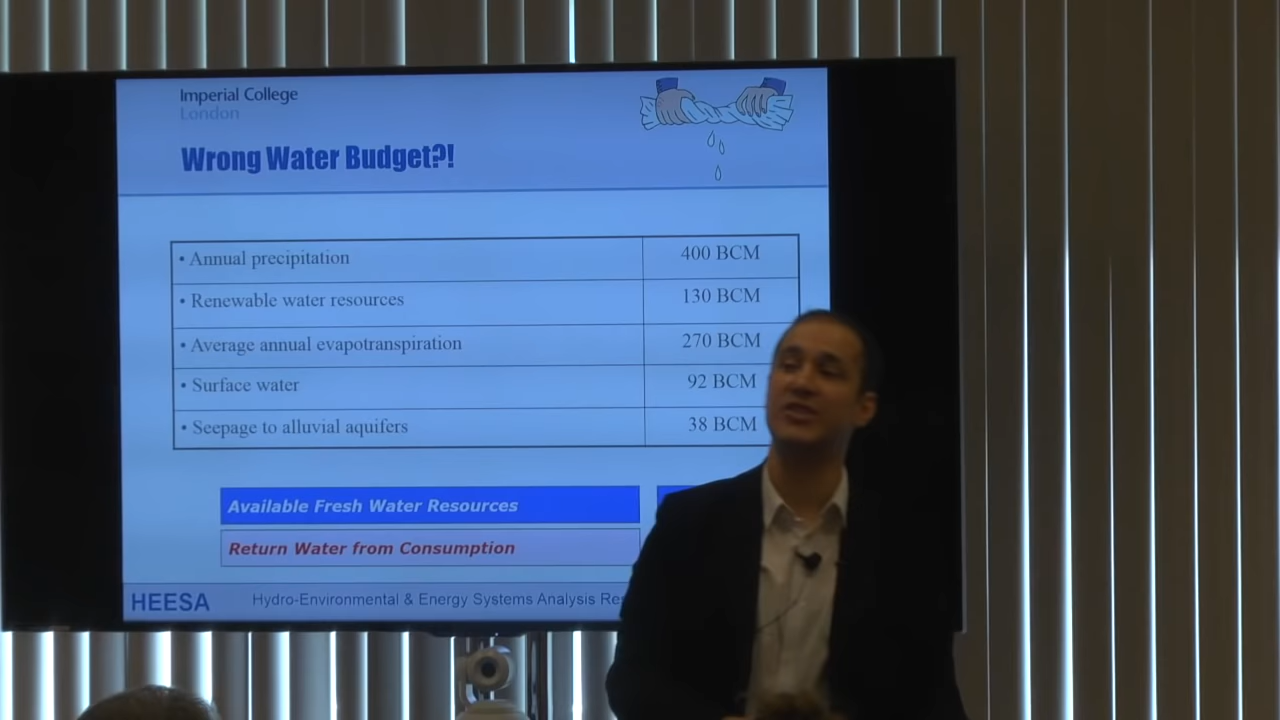 Imperial College
London
Wrong Water Budget?!
• Annual precipitation 400 BCM
• Renewable water resources 130 BCM
• Average annual evapotranspiration 270 BCM
• Surface water 92 BCM
• Seepage to alluvial aquifers 38 BCM
Available Fresh Water Resources
Return Water from Consumption
HEESA Hydro-Environmental & Energy Systems Analysis